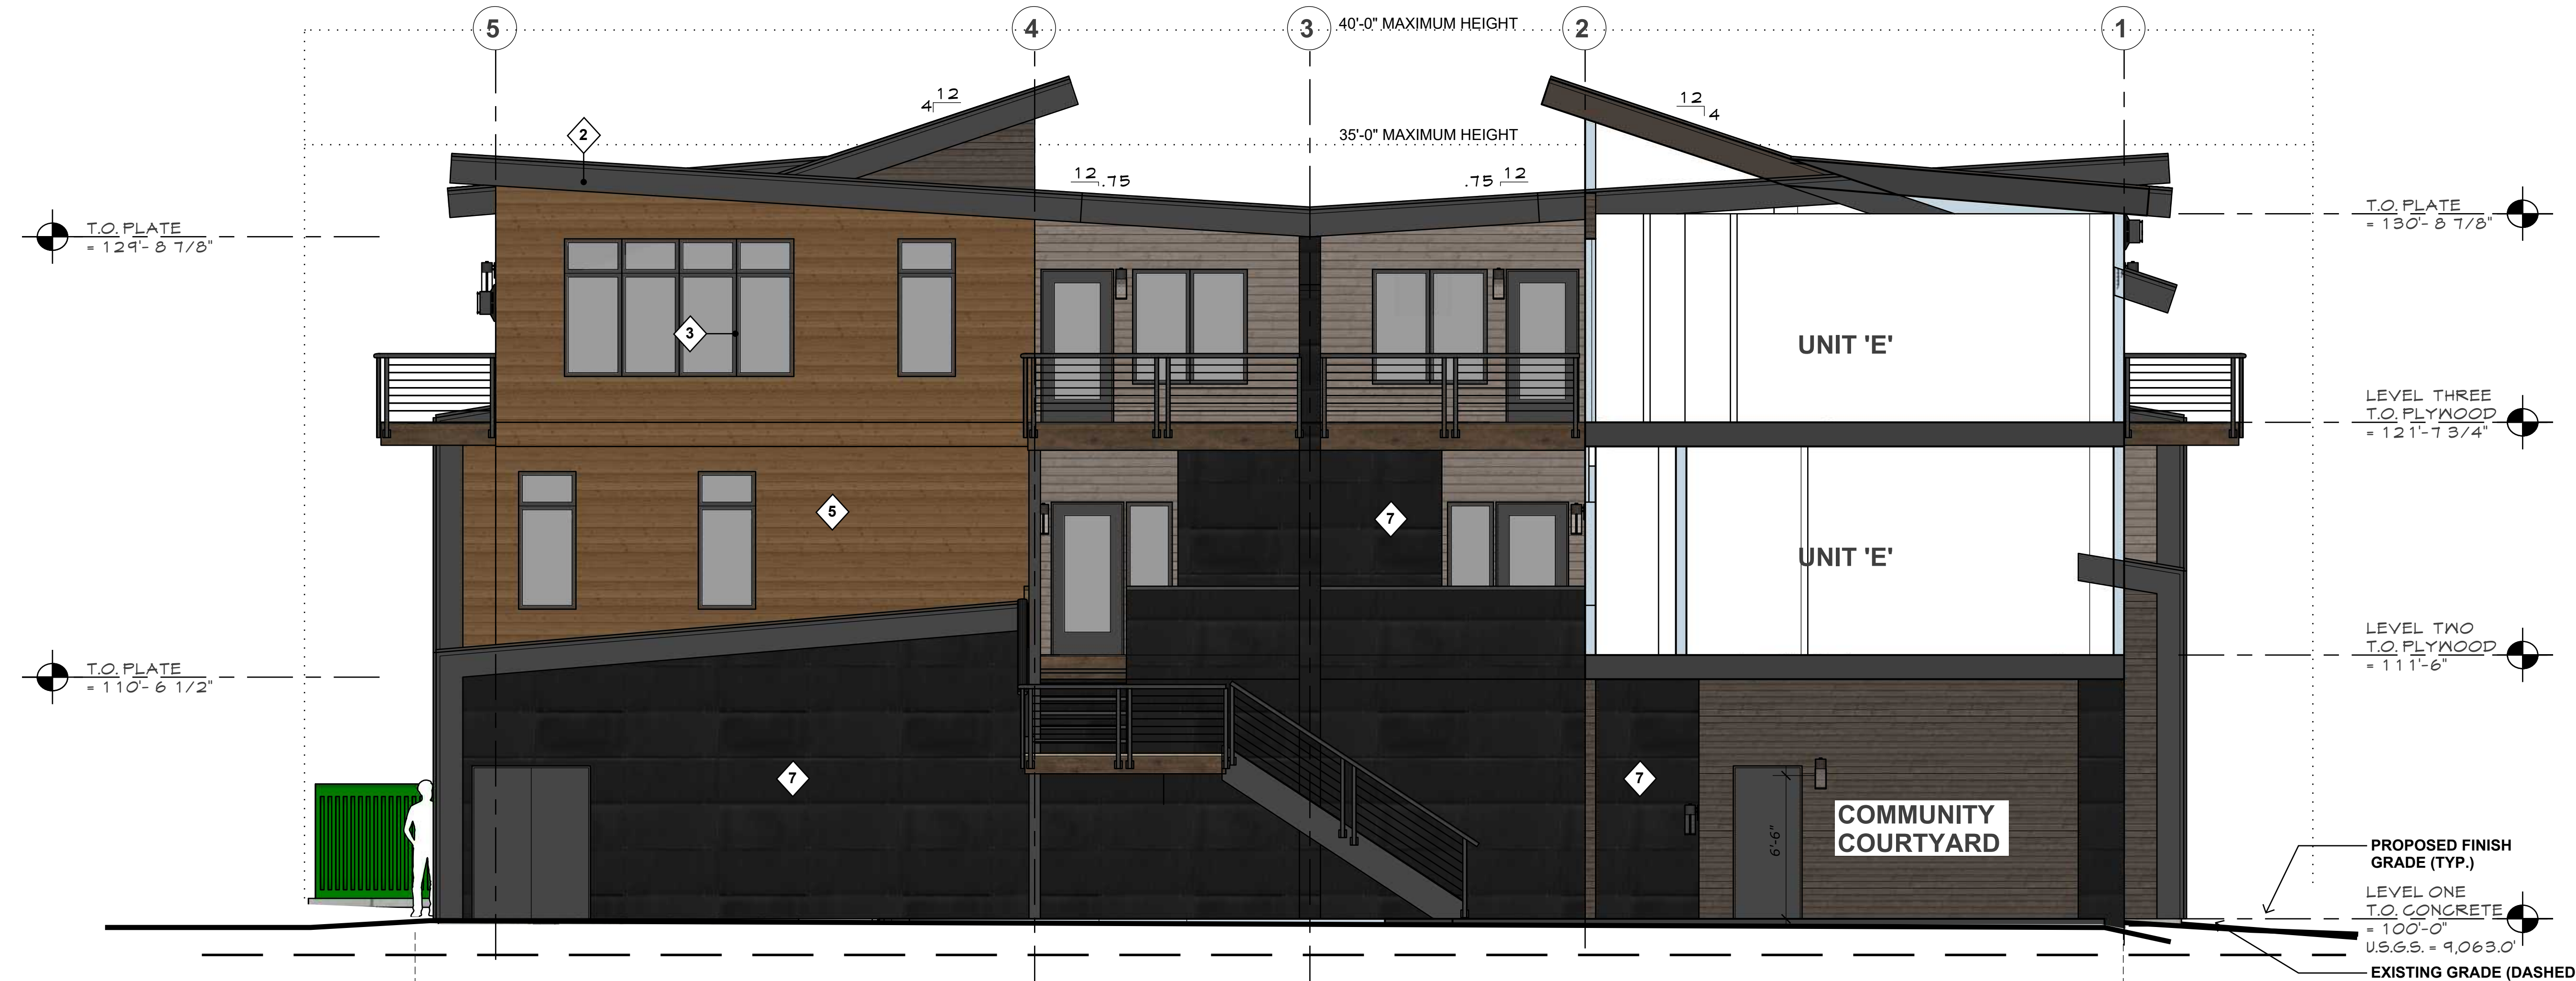 5
4
3
40'-0" MAXIMUM HEIGHT
2
1
12
4
12
4
2
35'-0" MAXIMUM HEIGHT
12
.75
.75
12
T.O. PLATE
= 129'- 8 7/8"
T.O. PLATE
= 130'- 8 7/8"
3
UNIT 'E'
LEVEL THREE
T.O. PLYWOOD
= 121'-7 3/4"
5
7
UNIT 'E'
LEVEL TWO
T.O. PLYWOOD
= 111'-6"
T.O. PLATE
= 110'- 6 1/2"
7
7
6'-6"
COMMUNITY
COURTYARD
PROPOSED FINISH
GRADE (TYP.)
LEVEL ONE
T.O. CONCRETE
= 100'-0"
U.S.G.S. = 9,063.0'
EXISTING GRADE (DASHED